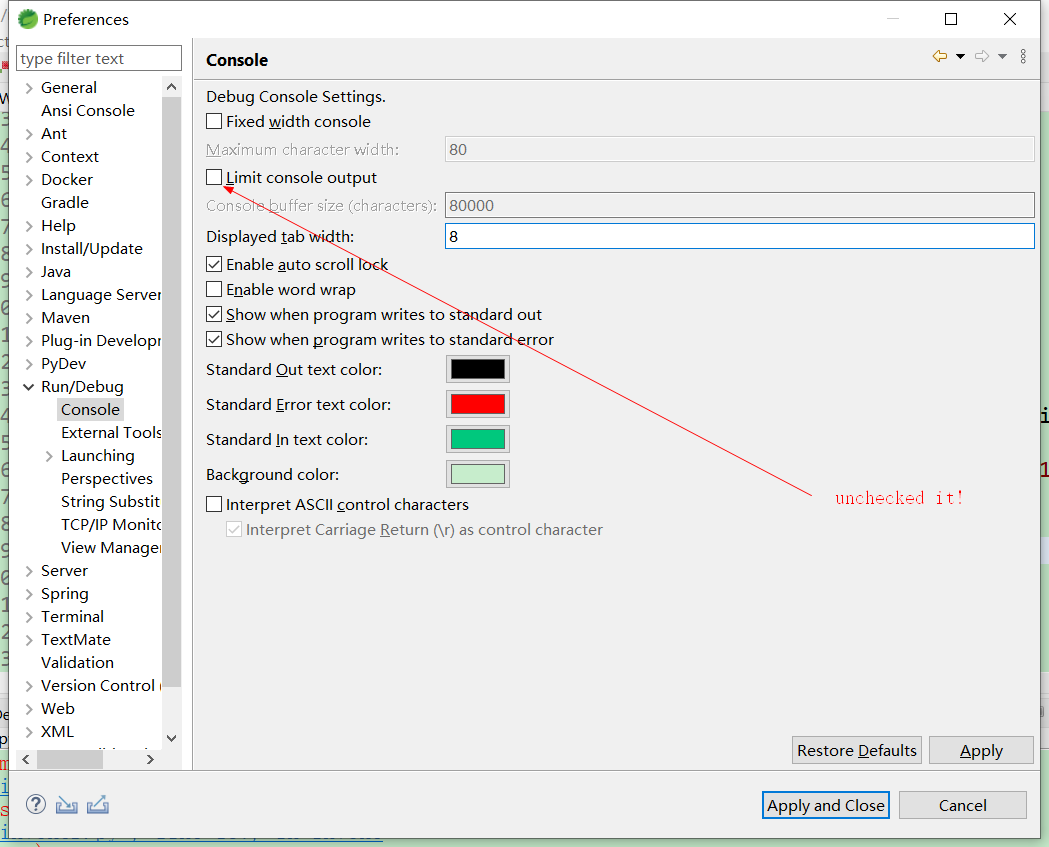 Preferences
type filter text
General
Ansi Console
Ant
Context
Docker
Gradle
Help
Install/Update
Java
Language Server
Maven
Plug-in Develop
PyDev
Run/Debug
Console
External Tools
Launching
Perspectives
String Substit
TCP/IP Monito
View Manager
Server
Spring
Terminal
TextMate
Validation
Version Control
Web
XML
Console
Debug Console Settings.
Fixed width console
Maximum character width: 80
Limit console output
Console buffer size (characters): 80000
Displayed tab width: 8
Enable auto scroll lock
Enable word wrap
Show when program writes to standard out
Show when program writes to standard error
Standard Out text color:
Standard Error text color:
Standard In text color:
Background color:
Interpret ASCII control characters
Interpret Carriage Return (\r) as control character
unchecked it!
Restore Defaults
Apply
Apply and Close
Cancel